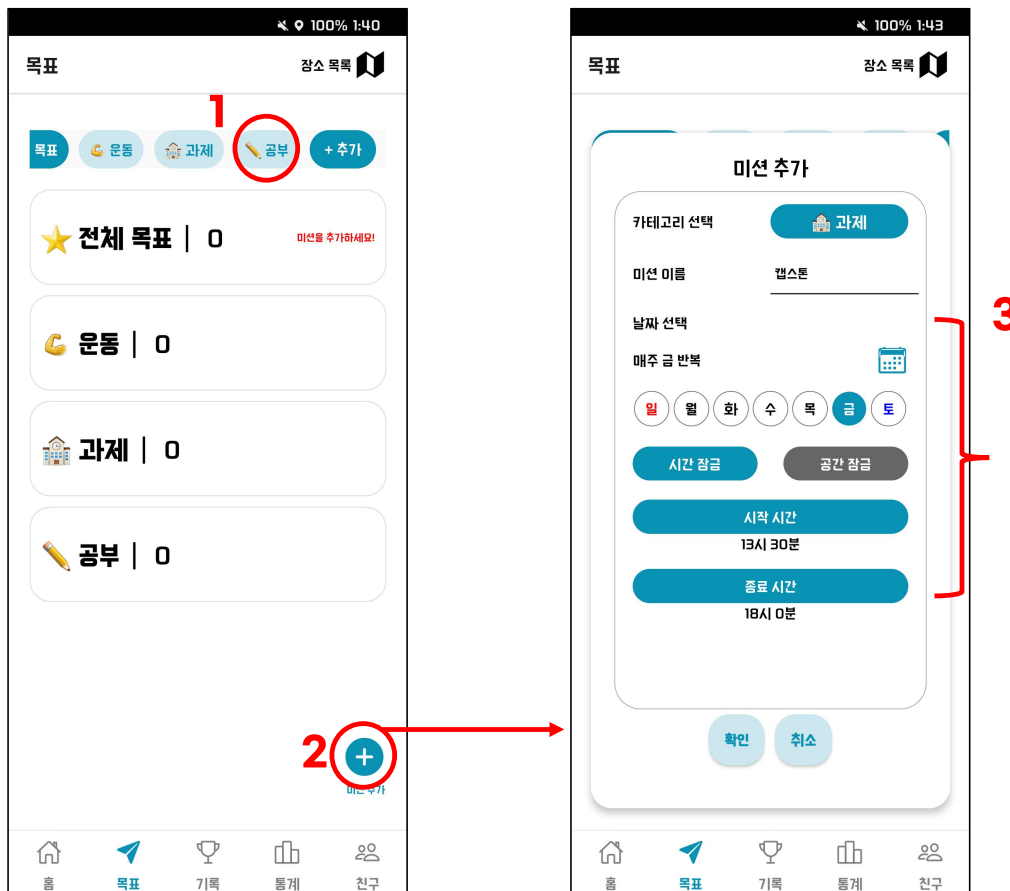 100% 1:40
목표
장소 목록
1
목표
운동
과제
공부
+ 추가
전체 목표 | 0
미션을 추가하세요!
운동 | 0
과제 | 0
공부 | 0
2
+
미션 추가
홈
목표
기록
통계
친구
100% 1:43
목표
장소 목록
미션 추가
카테고리 선택
과제
미션 이름
캡스톤
3
날짜 선택
매주 금 반복
일 월 화 수 목 금 토
시간 잠금
공간 잠금
시작 시간
13시 30분
종료 시간
18시 0분
확인
취소
홈
목표
기록
통계
친구